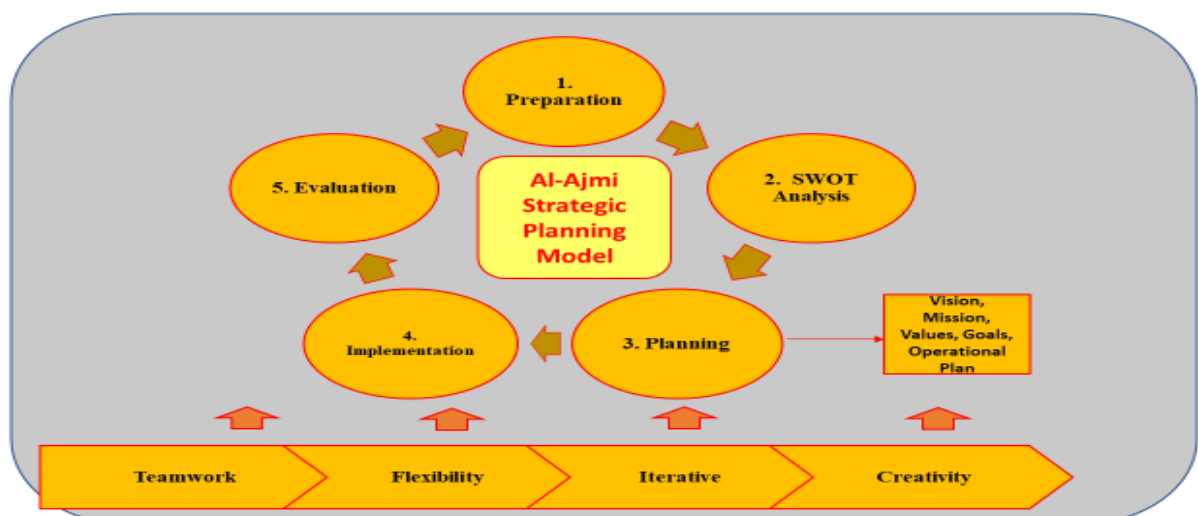 1.
Preparation
5. Evaluation
Al-Ajmi
Strategic
Planning
Model
2. SWOT
Analysis
4.
Implementation
3. Planning
Vision,
Mission,
Values, Goals,
Operational
Plan
Teamwork
Flexibility
Iterative
Creativity